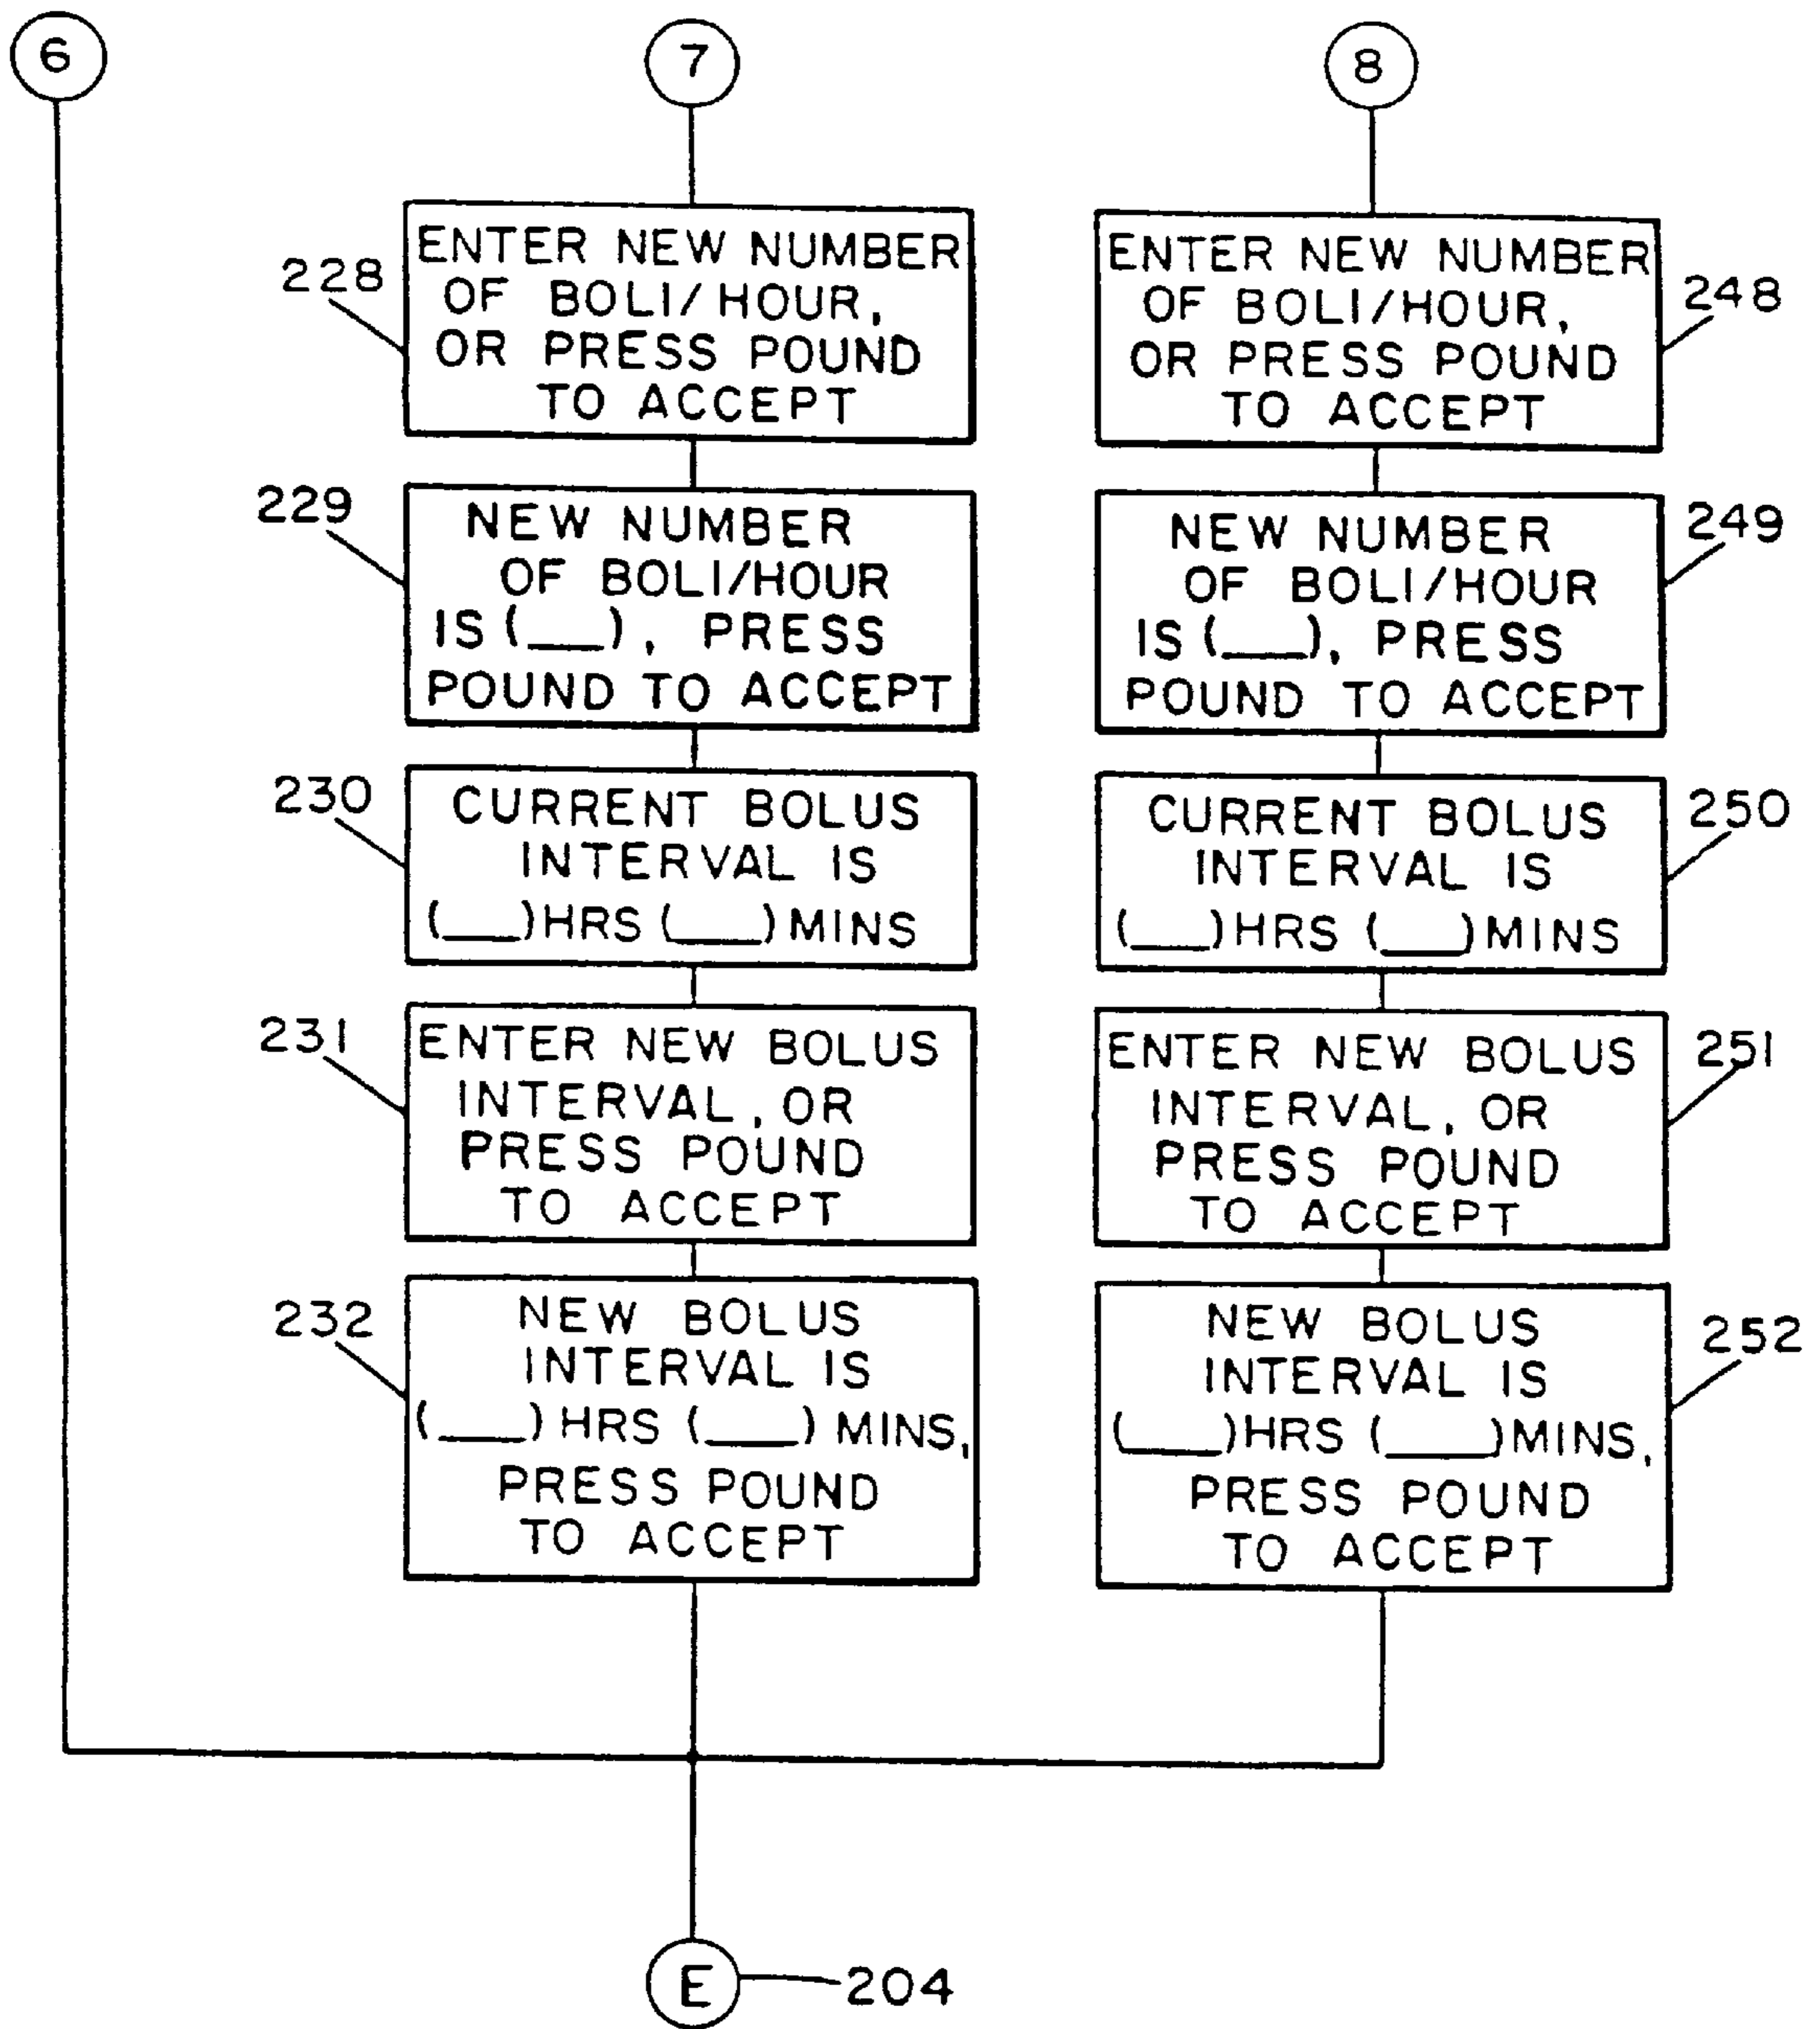 6
7
8
228
ENTER NEW NUMBER
OF BOLI/HOUR,
OR PRESS POUND
TO ACCEPT
229
NEW NUMBER
OF BOLI/HOUR
IS (___), PRESS
POUND TO ACCEPT
230
CURRENT BOLUS
INTERVAL IS
(___)HRS (___)MINS
231
ENTER NEW BOLUS
INTERVAL, OR
PRESS POUND
TO ACCEPT
232
NEW BOLUS
INTERVAL IS
(___) HRS (___) MINS,
PRESS POUND
TO ACCEPT
ENTER NEW NUMBER
OF BOLI/HOUR,
OR PRESS POUND
TO ACCEPT
248
NEW NUMBER
OF BOLI/HOUR
IS (___), PRESS
POUND TO ACCEPT
249
CURRENT BOLUS
INTERVAL IS
(___)HRS (___)MINS
250
ENTER NEW BOLUS
INTERVAL, OR
PRESS POUND
TO ACCEPT
251
NEW BOLUS
INTERVAL IS
(___)HRS (___)MINS,
PRESS POUND
TO ACCEPT
252
E
204